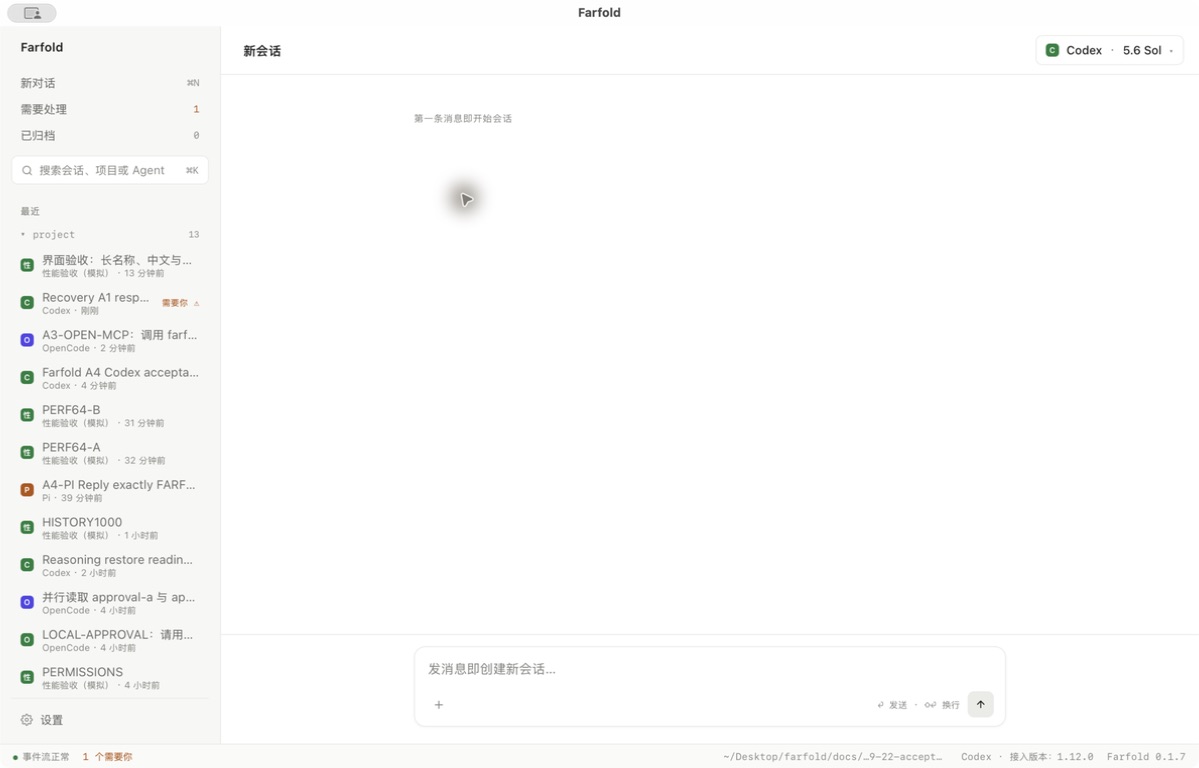 Farfold
Farfold
新对话 ⌘N
需要处理 1
已归档 0
搜索会话、项目或 Agent ⌘K
最近
project 13
性 界面验收：长名称、中文与...
性能验收（模拟） · 13 分钟前
C Recovery A1 resp... 需要你
Codex · 刚刚
O A3-OPEN-MCP：调用 farf...
OpenCode · 2 分钟前
C Farfold A4 Codex accepta...
Codex · 4 分钟前
性 PERF64-B
性能验收（模拟） · 31 分钟前
性 PERF64-A
性能验收（模拟） · 32 分钟前
P A4-PI Reply exactly FARF...
Pi · 39 分钟前
性 HISTORY1000
性能验收（模拟） · 1 小时前
C Reasoning restore readin...
Codex · 2 小时前
O 并行读取 approval-a 与 ap...
OpenCode · 4 小时前
O LOCAL-APPROVAL：请用...
OpenCode · 4 小时前
性 PERMISSIONS
性能验收（模拟） · 4 小时前
设置
新会话
C Codex · 5.6 Sol
第一条消息即开始会话
发消息即创建新会话...
+ ↵ 发送 · ⇧↵ 换行 ↑
事件流正常 1 个需要你
~/Desktop/farfold/docs/…9-22-accept… Codex · 接入版本: 1.12.0 Farfold 0.1.7